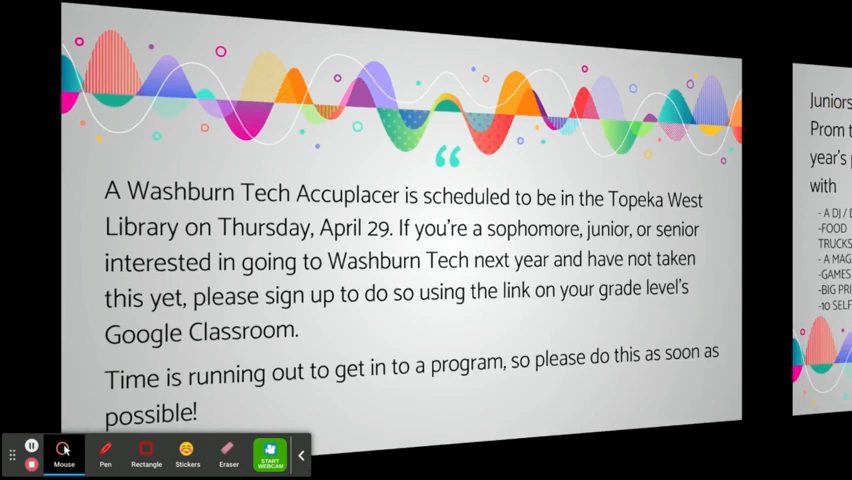 “
A Washburn Tech Accuplacer is scheduled to be in the Topeka West
Library on Thursday, April 29. If you're a sophomore, junior, or senior
interested in going to Washburn Tech next year and have not taken
this yet, please sign up to do so using the link on your grade level's
Google Classroom.
Time is running out to get in to a program, so please do this as soon as
possible!
Juniors
Prom
year's
with
- A DJ /
-FOOD
TRUCKS
- A
-GAMES
-BIG
-10
Mouse
Pen
Rectangle
Stickers
Eraser
START
WEBCAM